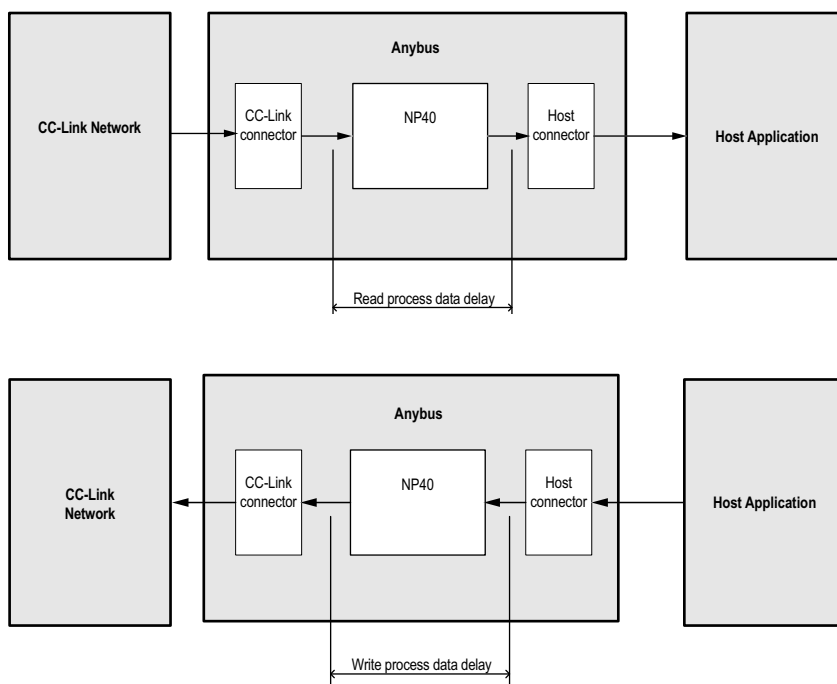 Anybus
CC-Link Network
CC-Link
connector
NP40
Host
connector
Host Application
Read process data delay
Anybus
CC-Link
Network
CC-Link
connector
NP40
Host
connector
Host Application
Write process data delay